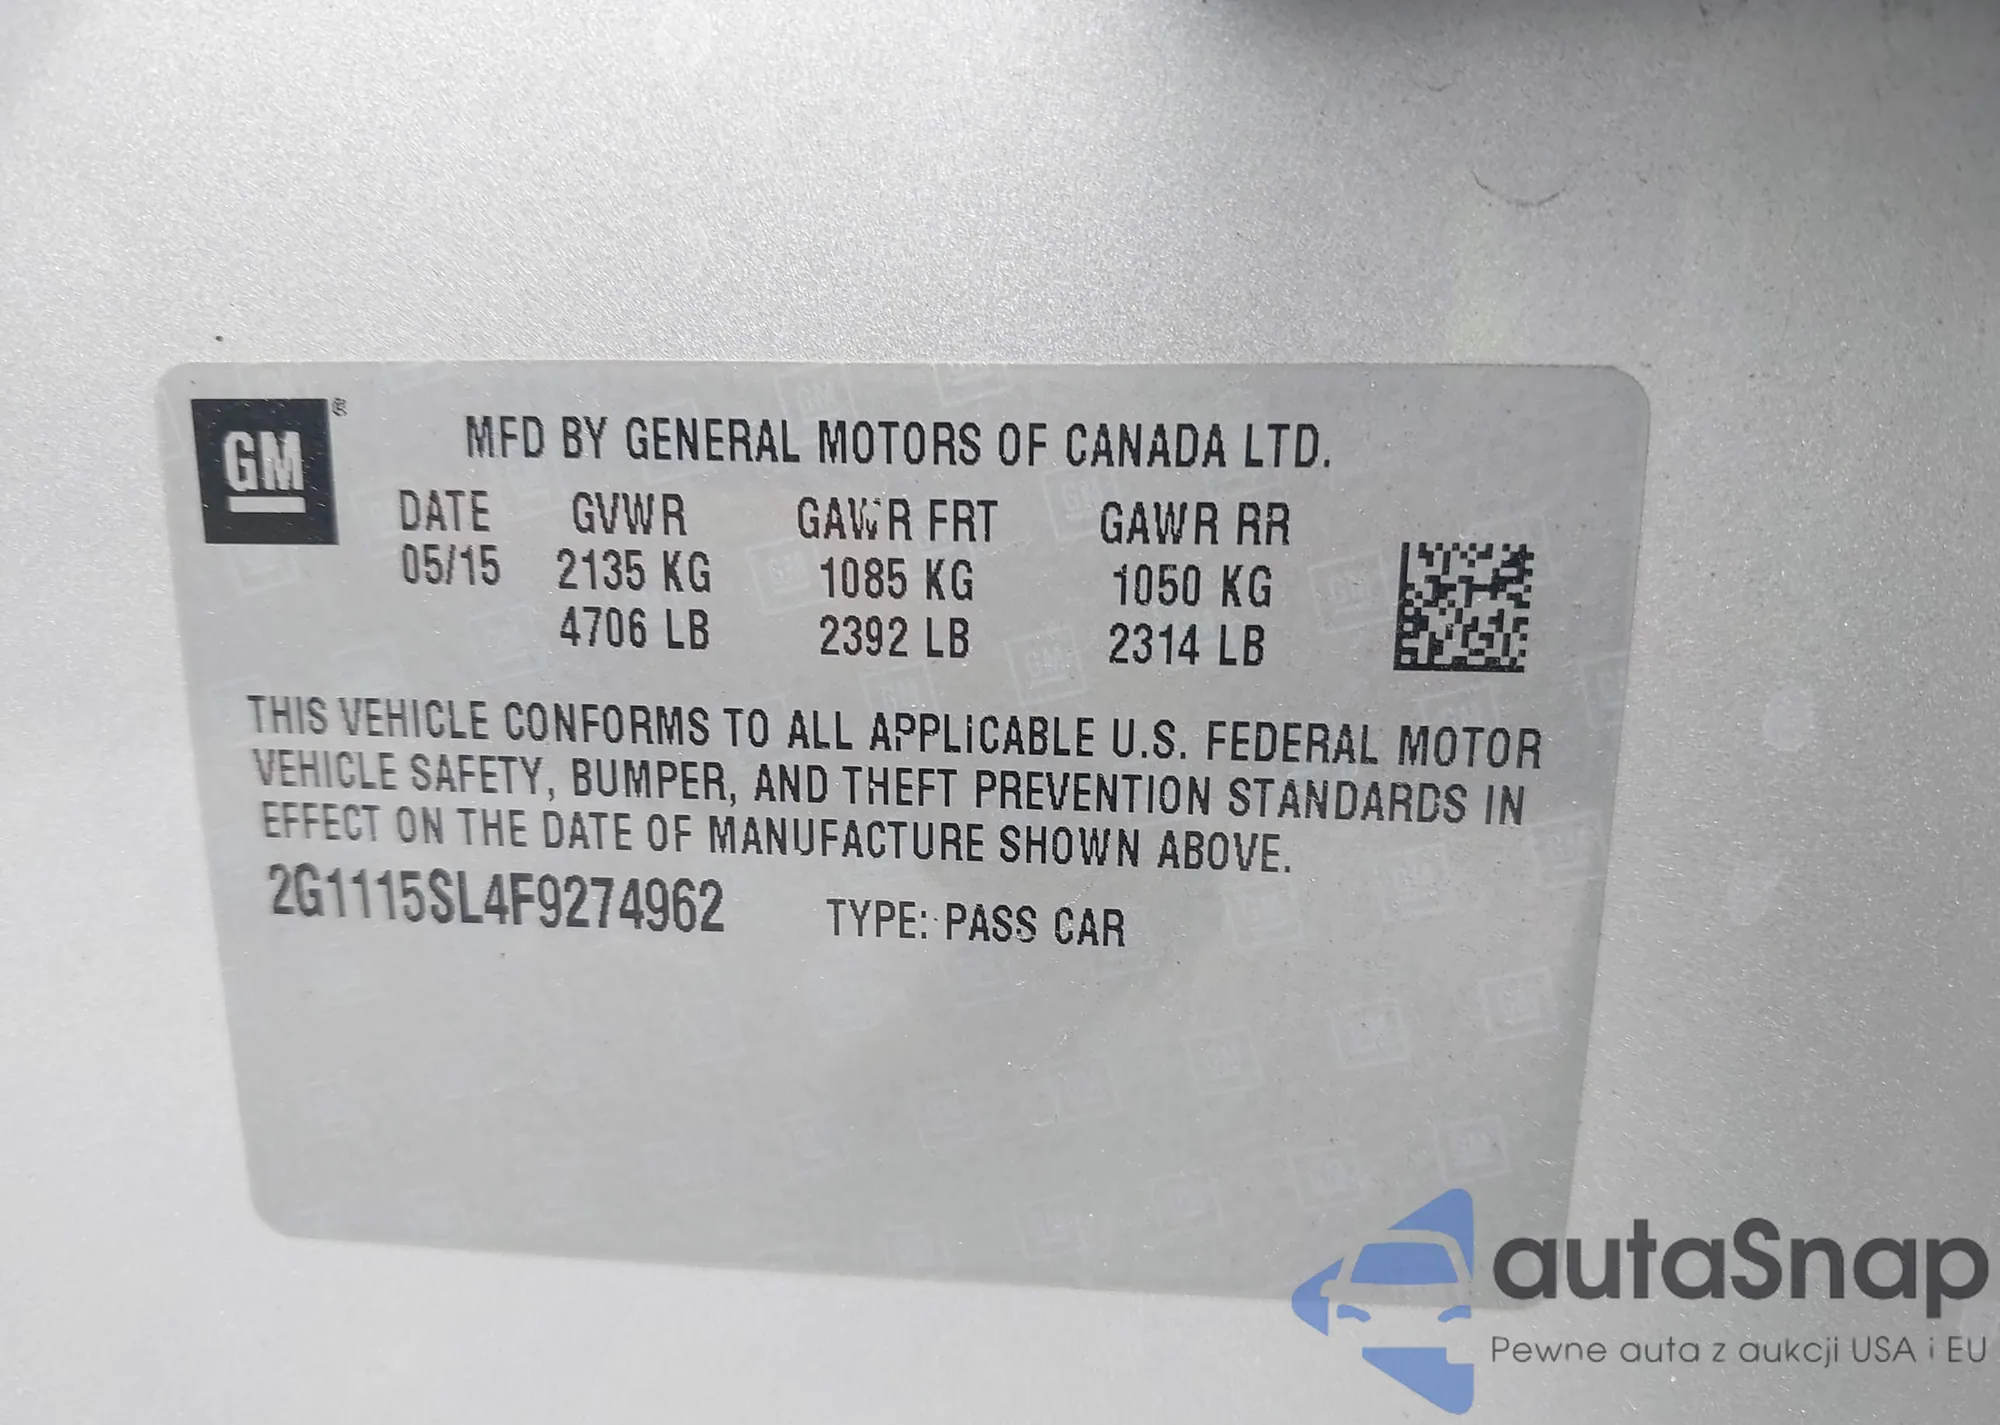 GM ®
MFD BY GENERAL MOTORS OF CANADA LTD.
DATE GVWR GAWR FRT GAWR RR
05/15 2135 KG 1085 KG 1050 KG
4706 LB 2392 LB 2314 LB
THIS VEHICLE CONFORMS TO ALL APPLICABLE U.S. FEDERAL MOTOR
VEHICLE SAFETY, BUMPER, AND THEFT PREVENTION STANDARDS IN
EFFECT ON THE DATE OF MANUFACTURE SHOWN ABOVE.
2G1115SL4F9274962 TYPE: PASS CAR
autaSnap
Pewne auta z aukcji USA i EU